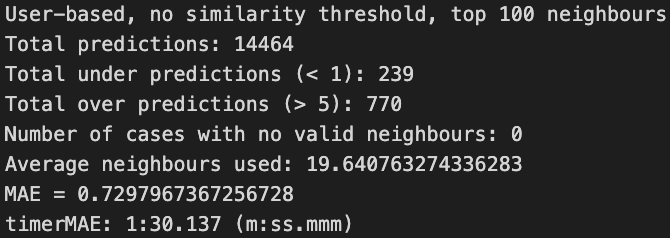 User-based, no similarity threshold, top 100 neighbours
Total predictions: 14464
Total under predictions (< 1): 239
Total over predictions (> 5): 770
Number of cases with no valid neighbours: 0
Average neighbours used: 19.640763274336283
MAE = 0.7297967367256728
timerMAE: 1:30.137 (m:ss.mmm)